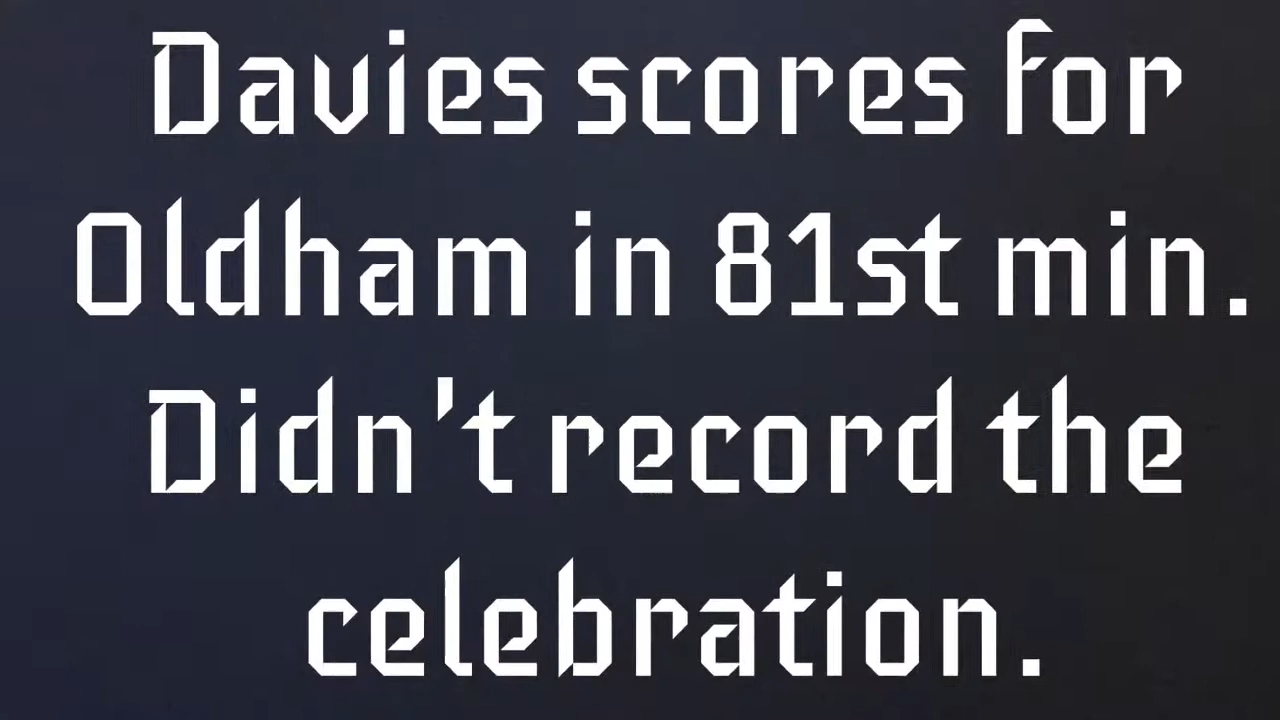 Davies scores for
Oldham in 81st min.
Didn't record the
celebration.